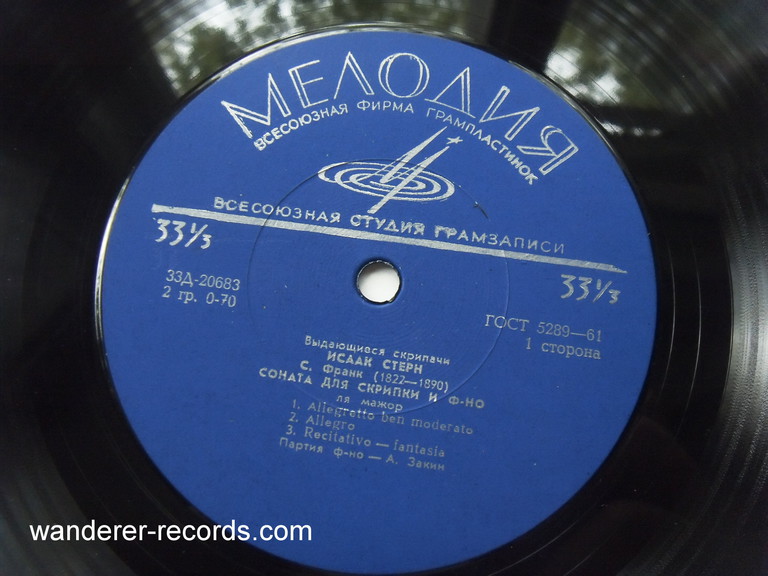 МЕЛОДИЯ
ВСЕСОЮЗНАЯ ФИРМА ГРАМПЛАСТИНОК
ВСЕСОЮЗНАЯ СТУДИЯ ГРАМЗАПИСИ
33⅓
33⅓
33Д-20683
2 гр. 0-70
ГОСТ 5289—61
1 сторона
Выдающиеся скрипачи
ИСААК СТЕРН
С. Франк (1822—1890)
СОНАТА ДЛЯ СКРИПКИ И Ф-НО
ля мажор
1. Allegretto ben moderato
2. Allegro
3. Recitativo — fantasia
Партия ф-но — А. Закин
wanderer-records.com